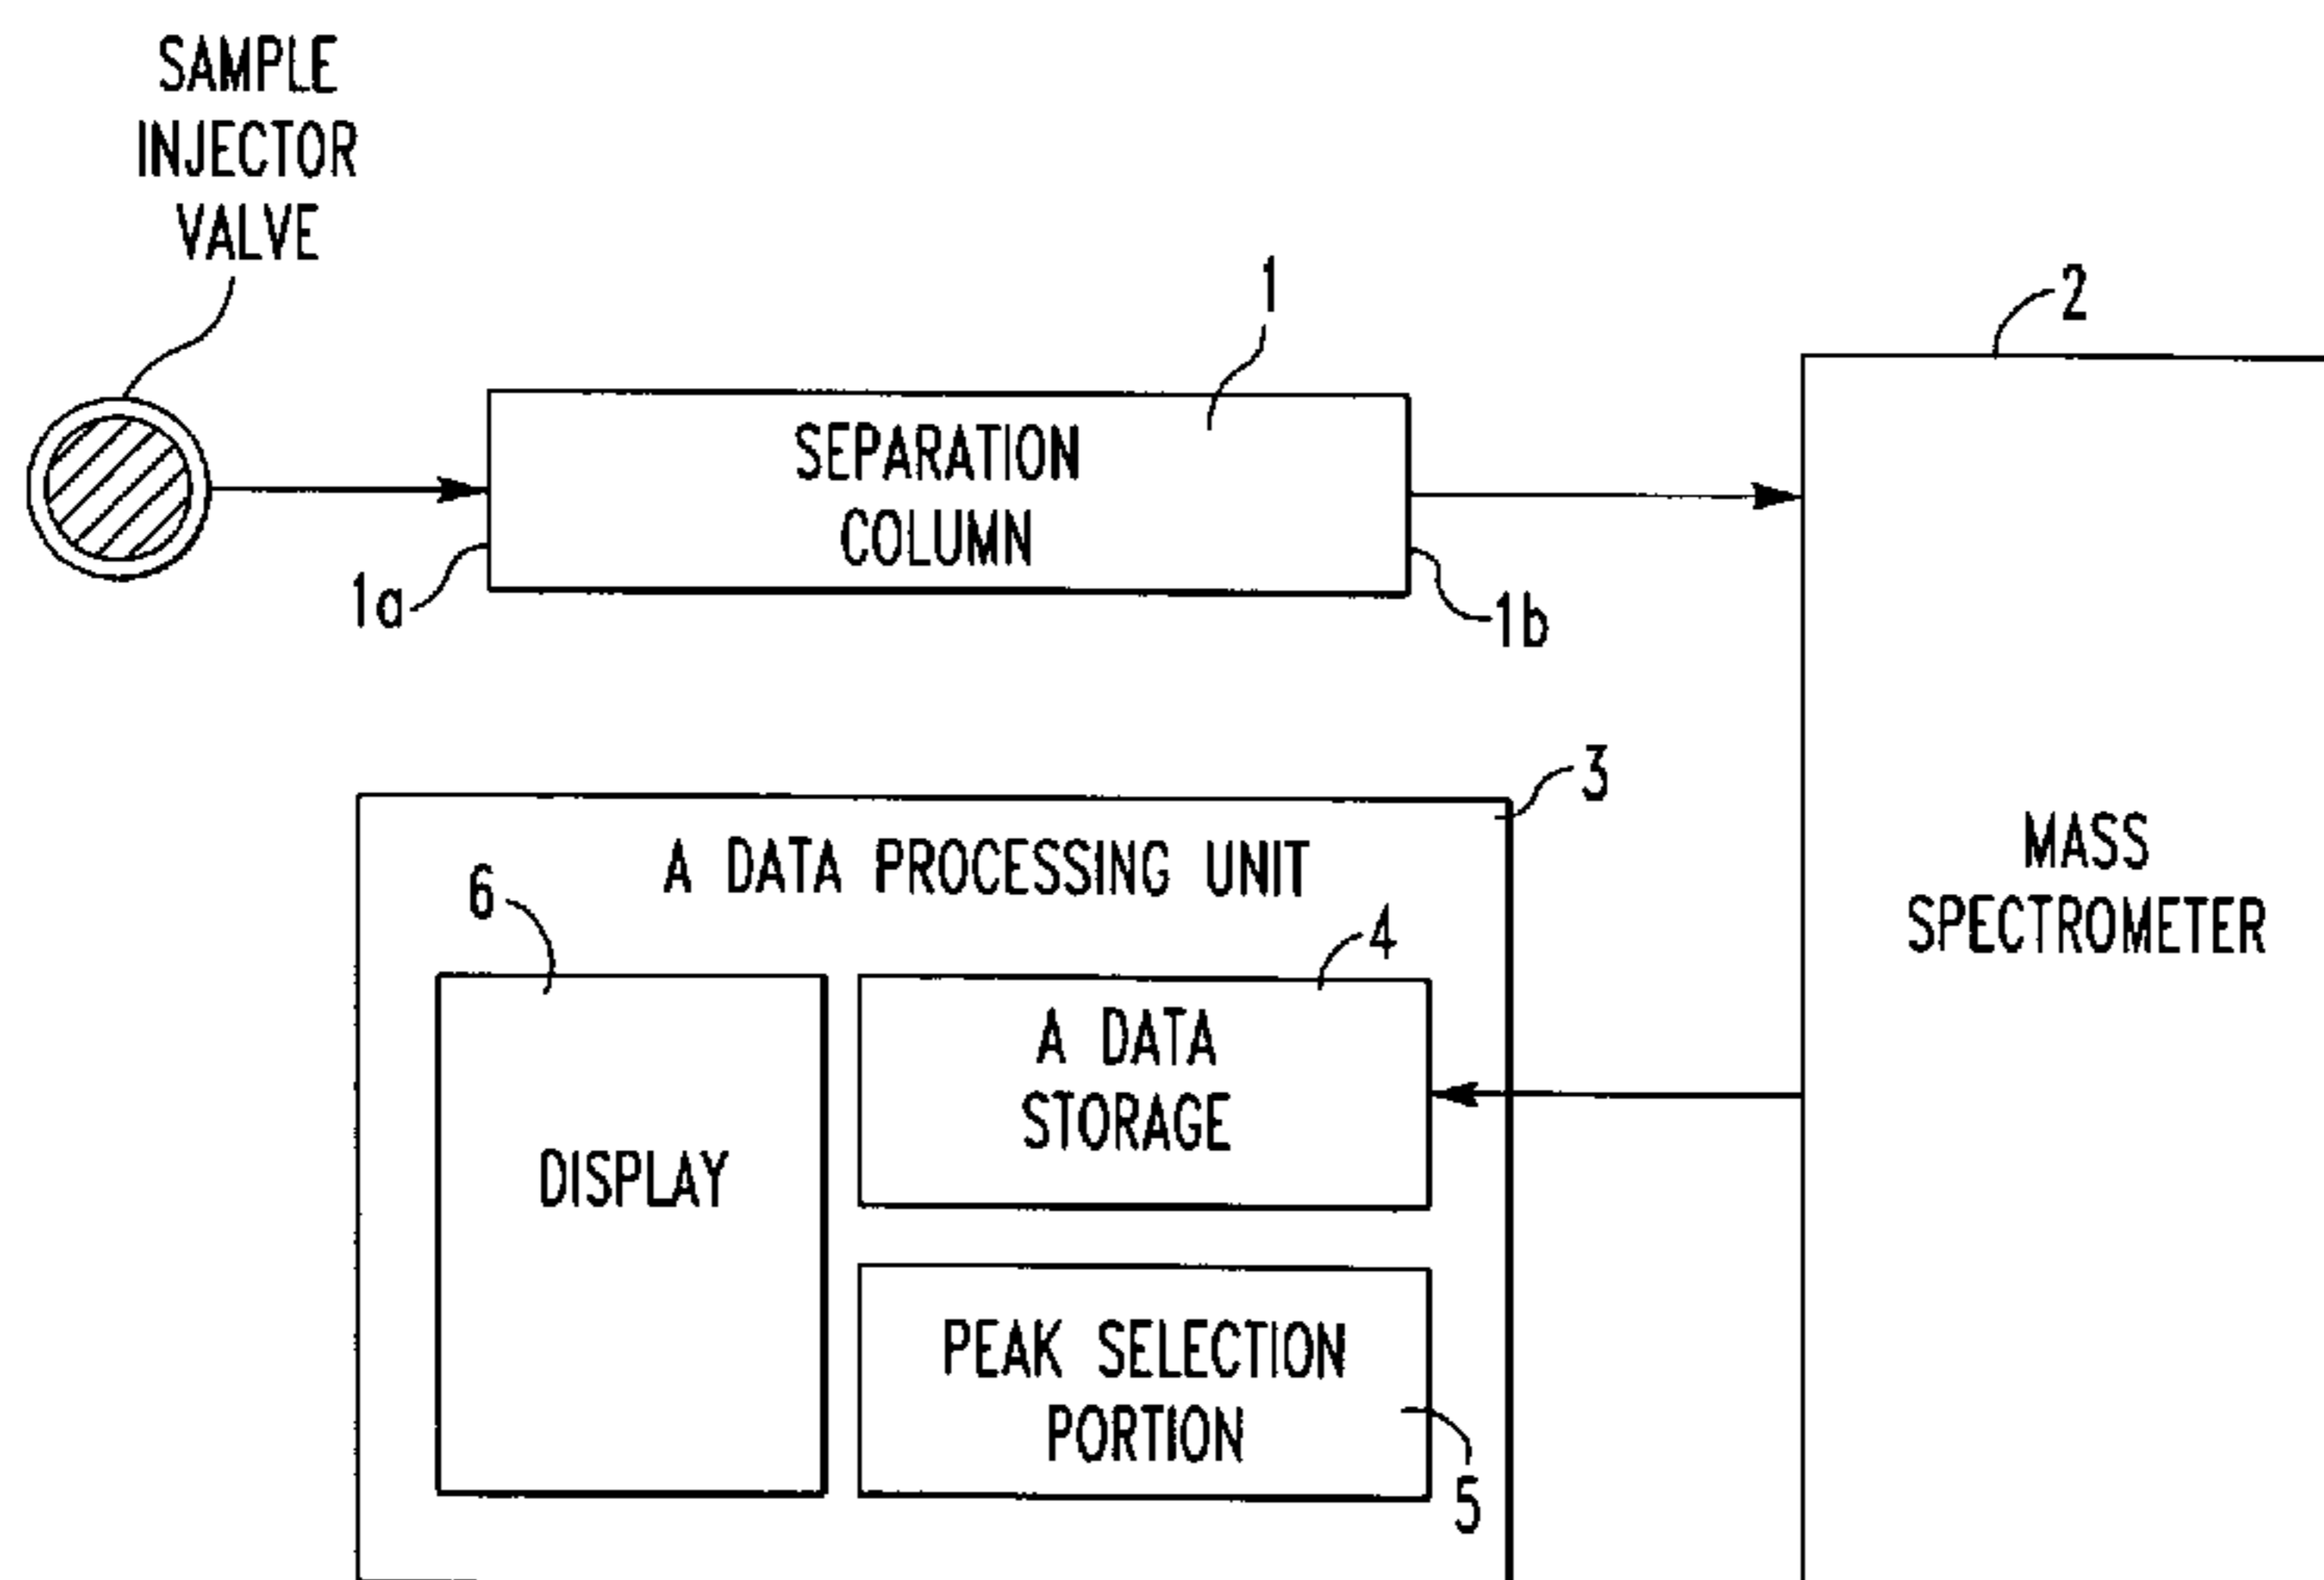 SAMPLE
INJECTOR
VALVE
1
2
SEPARATION
COLUMN
1a
1b
3
A DATA PROCESSING UNIT
6
4
MASS
SPECTROMETER
A DATA
STORAGE
DISPLAY
PEAK SELECTION
PORTION
5